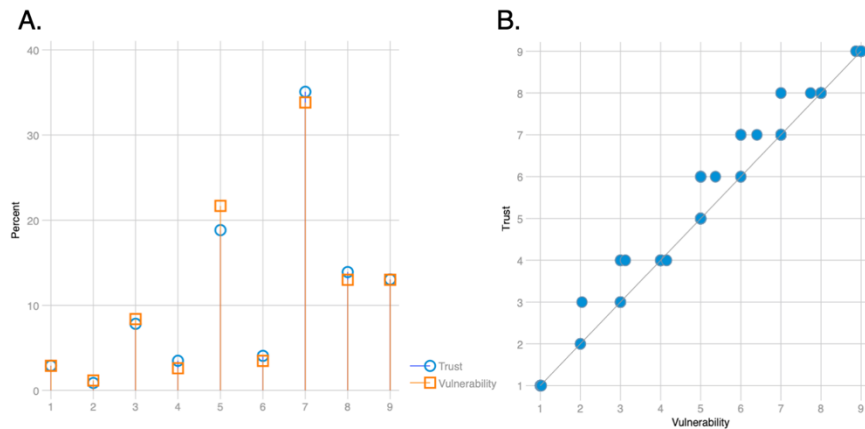 A.
B.
40
30
20
10
0
Percent
1 2 3 4 5 6 7 8 9
Trust
Vulnerability
9
8
7
6
5
4
3
2
1
Trust
1 2 3 4 5 6 7 8 9
Vulnerability